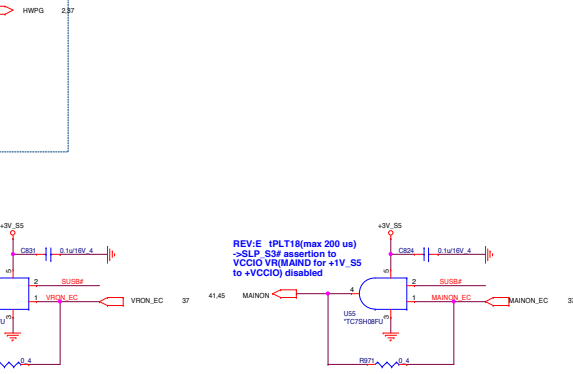 HWPG 2,37
+3V_S5
C831 0.1u/16V_4
5
2 SUSB#
1 VRON_EC VRON_EC 37
3
U
0_4
REV:E tPLT18(max 200 us)
->SLP_S3# assertion to
VCCIO VR(MAIND for +1V_S5
to +VCCIO) disabled
+3V_S5
C824 0.1u/16V_4
5
2 SUSB#
41,45 MAINON 4 1 MAINON_EC MAINON_EC
3
U55
*TC7SH08FU
R971 0_4